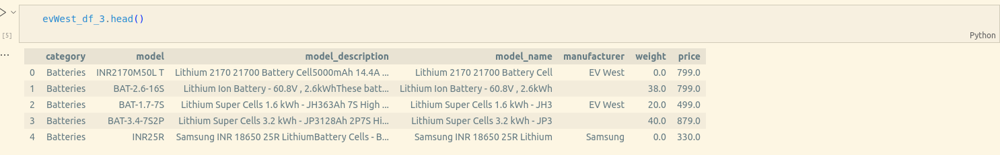 evWest_df_3.head()
[5]
Python
...
category model model_description model_name manufacturer weight price
0 Batteries INR2170M50L T Lithium 2170 21700 Battery Cell5000mAh 14.4A ... Lithium 2170 21700 Battery Cell EV West 0.0 799.0
1 Batteries BAT-2.6-16S Lithium Ion Battery - 60.8V , 2.6kWhThese batt... Lithium Ion Battery - 60.8V , 2.6kWh 38.0 799.0
2 Batteries BAT-1.7-7S Lithium Super Cells 1.6 kWh - JH363Ah 7S High ... Lithium Super Cells 1.6 kWh - JH3 EV West 20.0 499.0
3 Batteries BAT-3.4-7S2P Lithium Super Cells 3.2 kWh - JP3128Ah 2P7S Hi... Lithium Super Cells 3.2 kWh - JP3 40.0 879.0
4 Batteries INR25R Samsung INR 18650 25R LithiumBattery Cells - B... Samsung INR 18650 25R Lithium Samsung 0.0 330.0